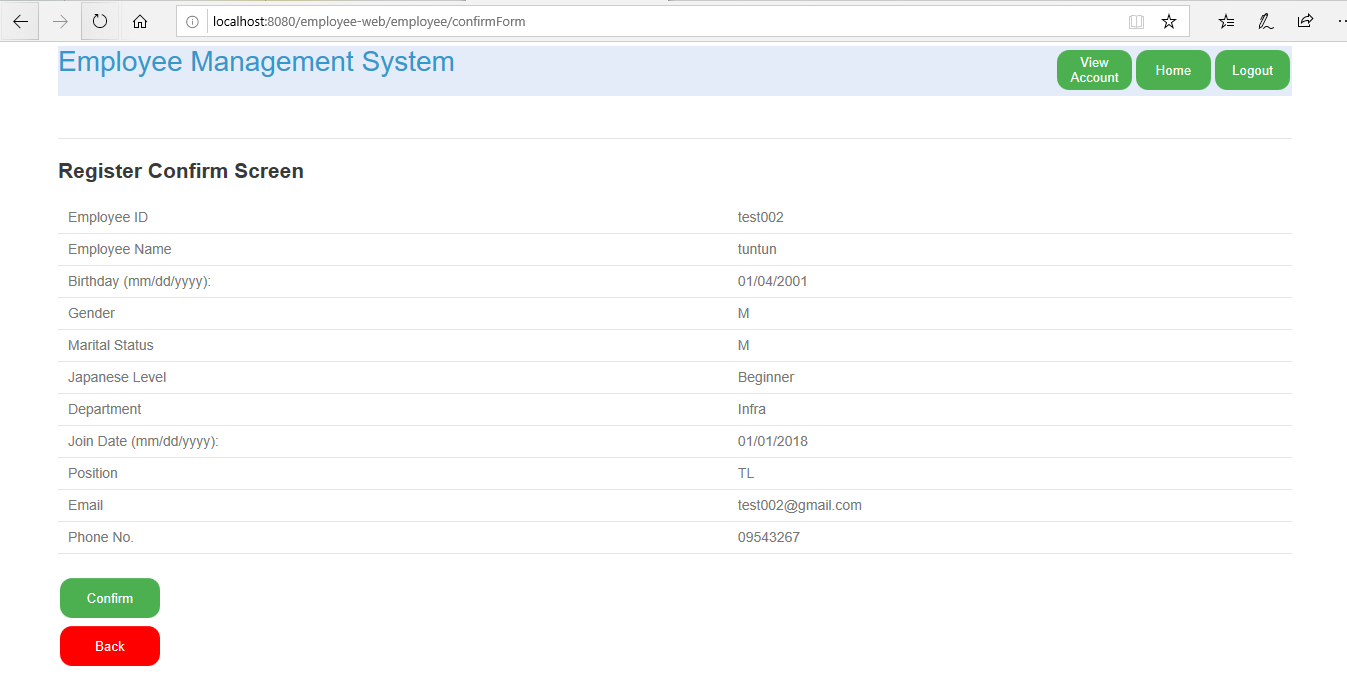 localhost:8080/employee-web/employee/confirmForm
Employee Management System
View
Account
Home
Logout
Register Confirm Screen
Employee ID test002
Employee Name tuntun
Birthday (mm/dd/yyyy): 01/04/2001
Gender M
Marital Status M
Japanese Level Beginner
Department Infra
Join Date (mm/dd/yyyy): 01/01/2018
Position TL
Email test002@gmail.com
Phone No. 09543267
Confirm
Back